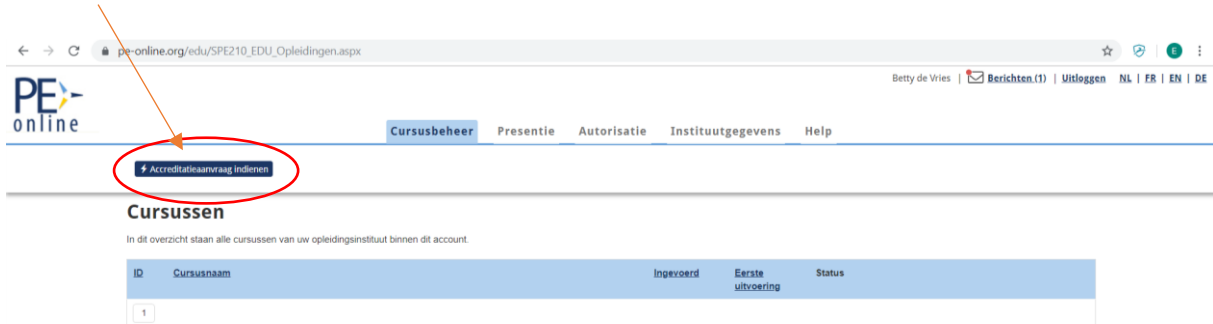 pe-online.org/edu/SPE210_EDU_Opleidingen.aspx
E
Betty de Vries | Berichten (1) | Uitloggen NL | FR | EN | DE
PE
online
Cursusbeheer Presentie Autorisatie Instituutgegevens Help
Accreditatieaanvraag indienen
Cursussen
In dit overzicht staan alle cursussen van uw opleidingsinstituut binnen dit account.
ID Cursusnaam Ingevoerd Eerste uitvoering Status
1